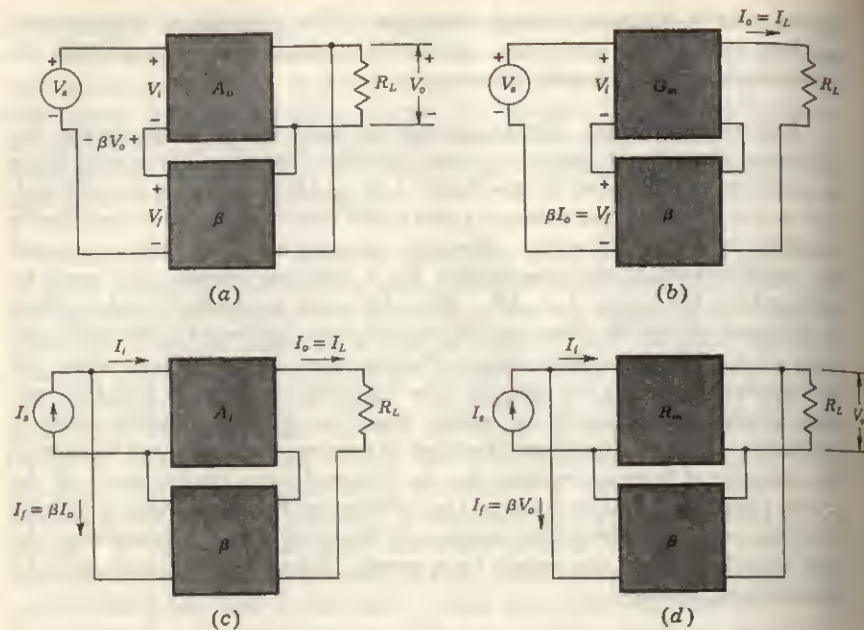 + V_s −
+ V_i −
A_v
R_L
+ V_o −
− βV_o +
+ V_f −
β
(a)
I_o = I_L
+ V_s −
+ V_i −
G_m
R_L
βI_o = V_f
+ −
β
(b)
I_i
I_o = I_L
I_s
A_i
R_L
I_f = βI_o
β
(c)
I_i
I_s
R_m
R_L
V_o
I_f = βV_o
β
(d)